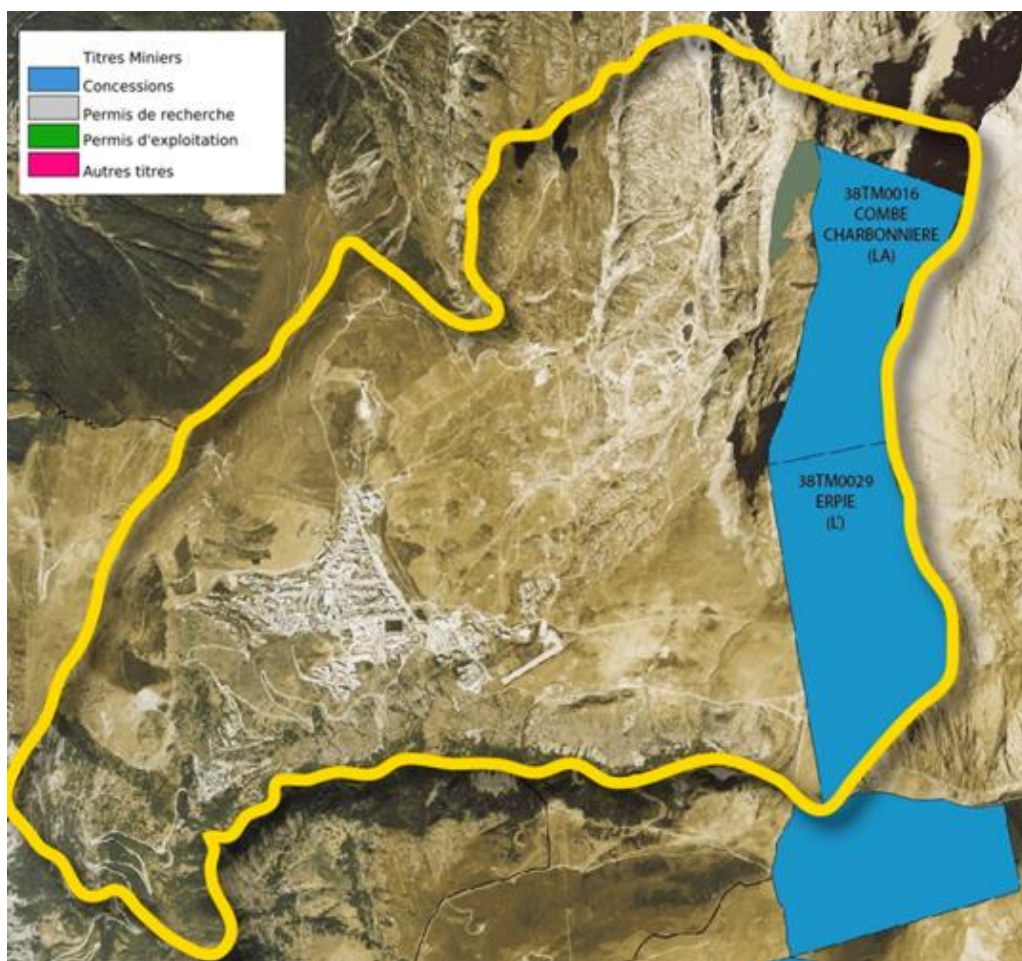 Titres Miniers
Concessions
Permis de recherche
Permis d'exploitation
Autres titres
38TM0016
COMBE
CHARBONNIERE
(LA)
38TM0029
ERPIE
(L')